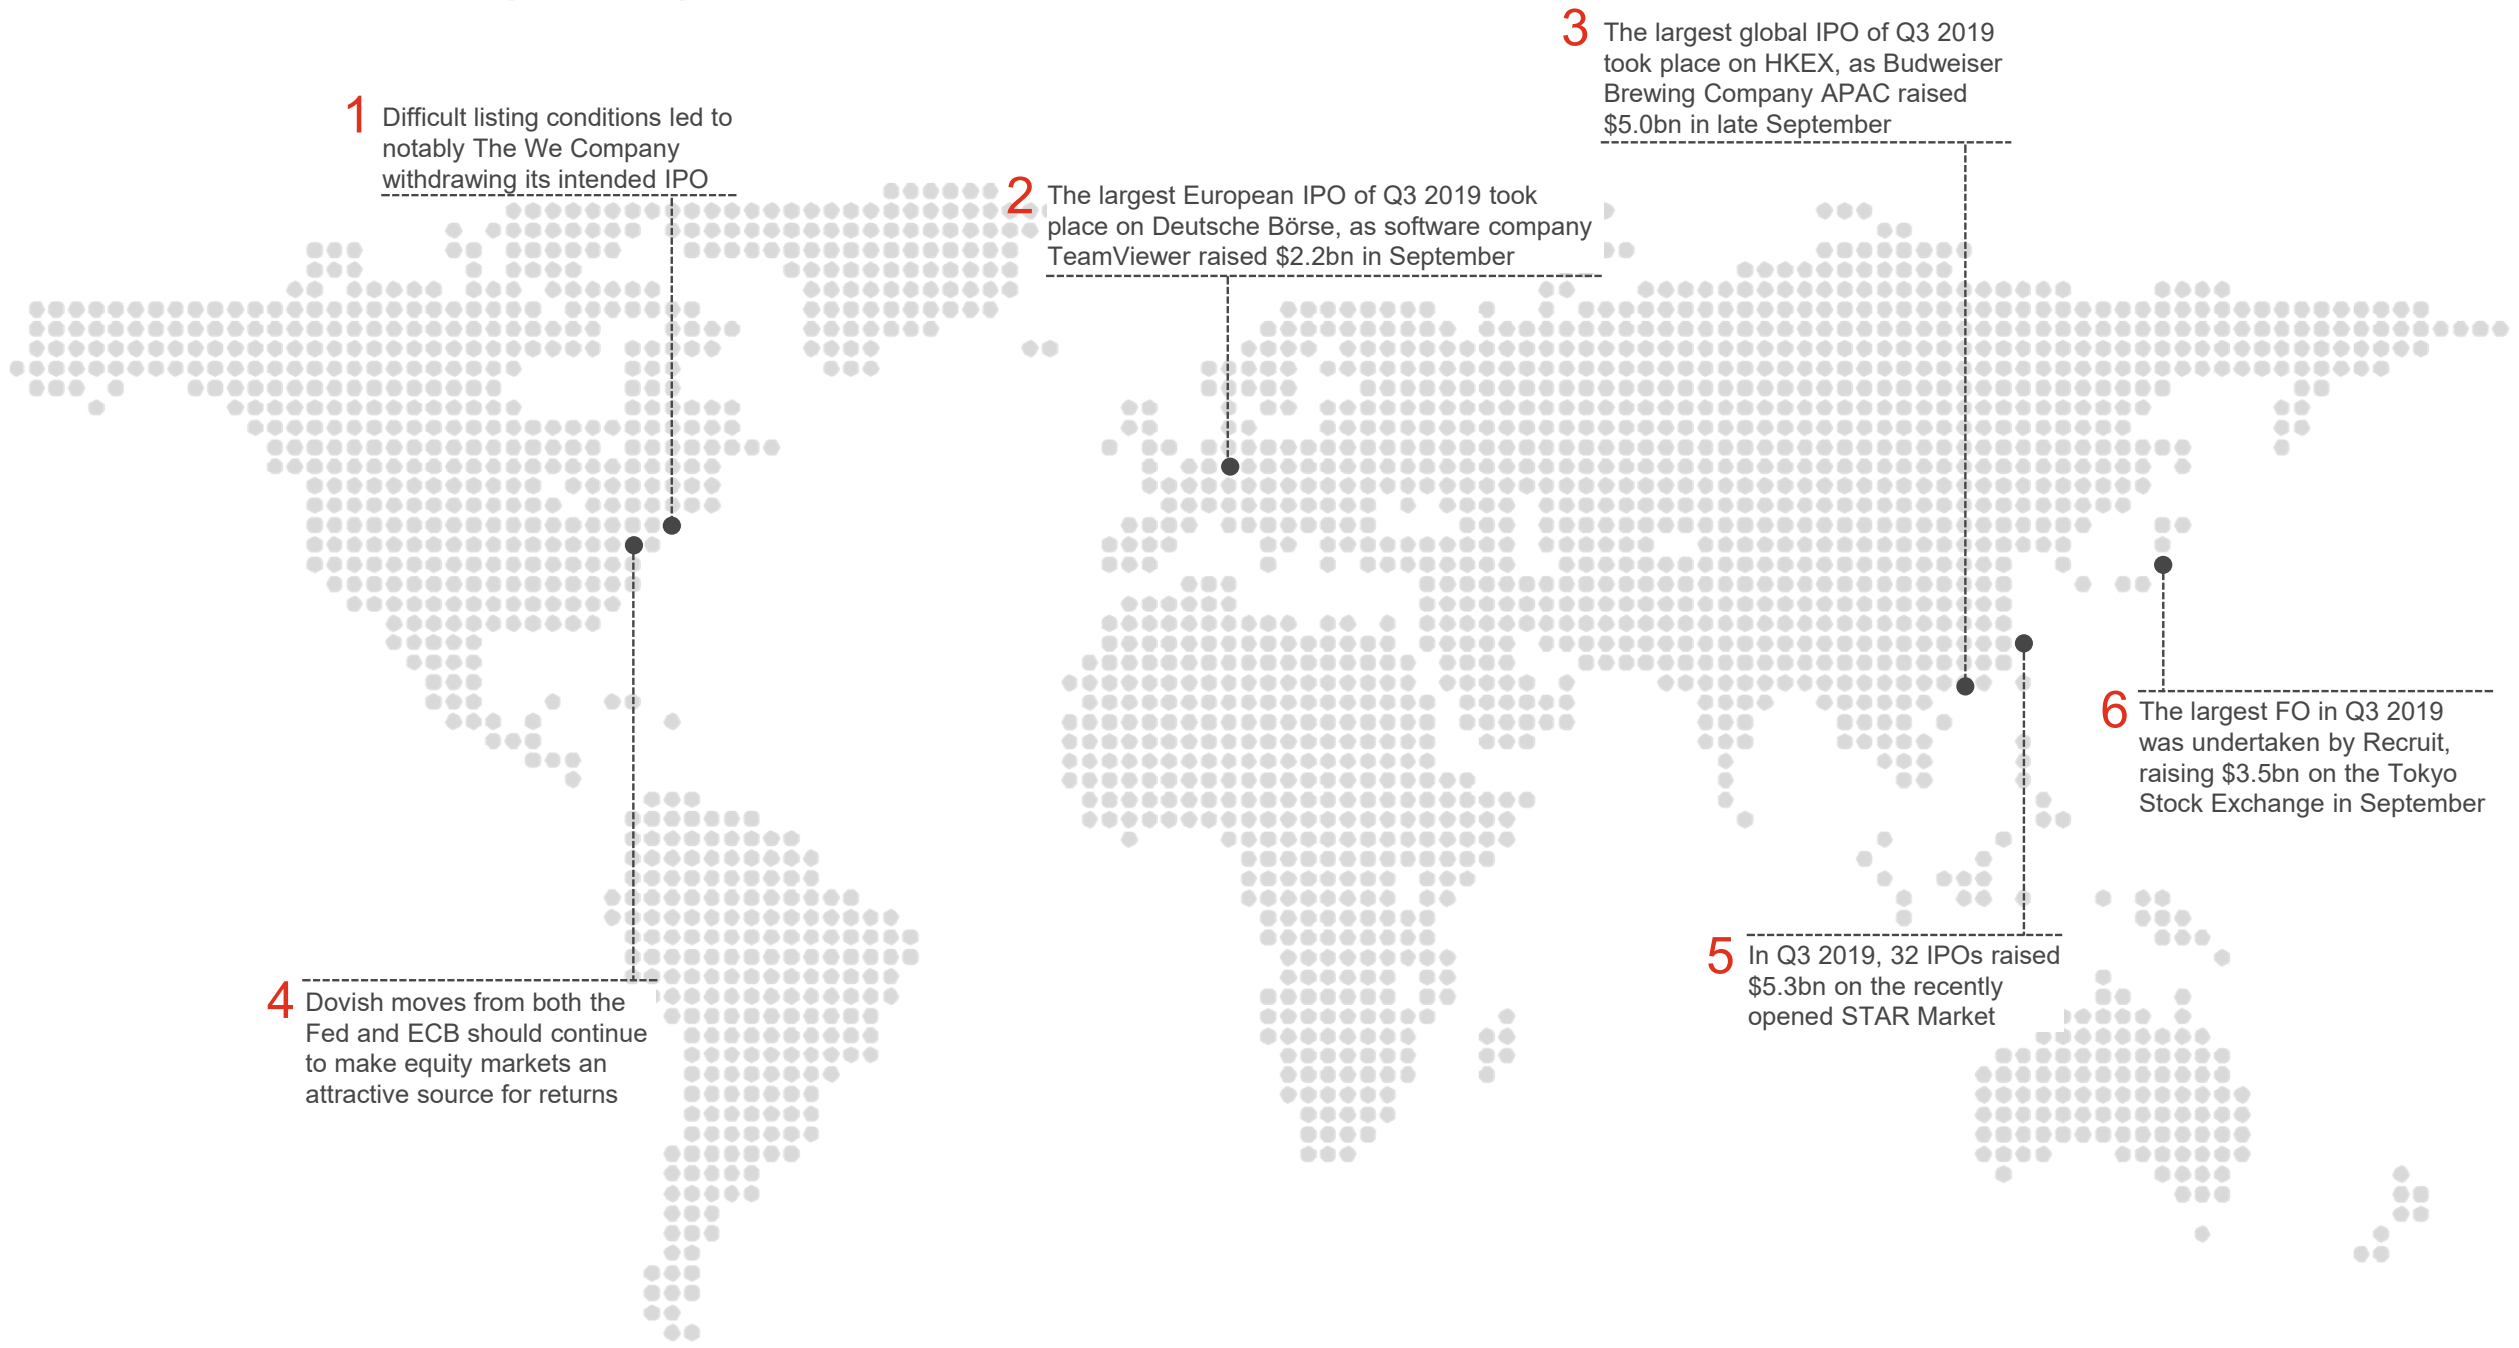 1
Difficult listing conditions led to
notably The We Company
withdrawing its intended IPO
2
The largest European IPO of Q3 2019 took
place on Deutsche Börse, as software company
TeamViewer raised $2.2bn in September
3
The largest global IPO of Q3 2019
took place on HKEX, as Budweiser
Brewing Company APAC raised
$5.0bn in late September
4
Dovish moves from both the
Fed and ECB should continue
to make equity markets an
attractive source for returns
5
In Q3 2019, 32 IPOs raised
$5.3bn on the recently
opened STAR Market
6
The largest FO in Q3 2019
was undertaken by Recruit,
raising $3.5bn on the Tokyo
Stock Exchange in September